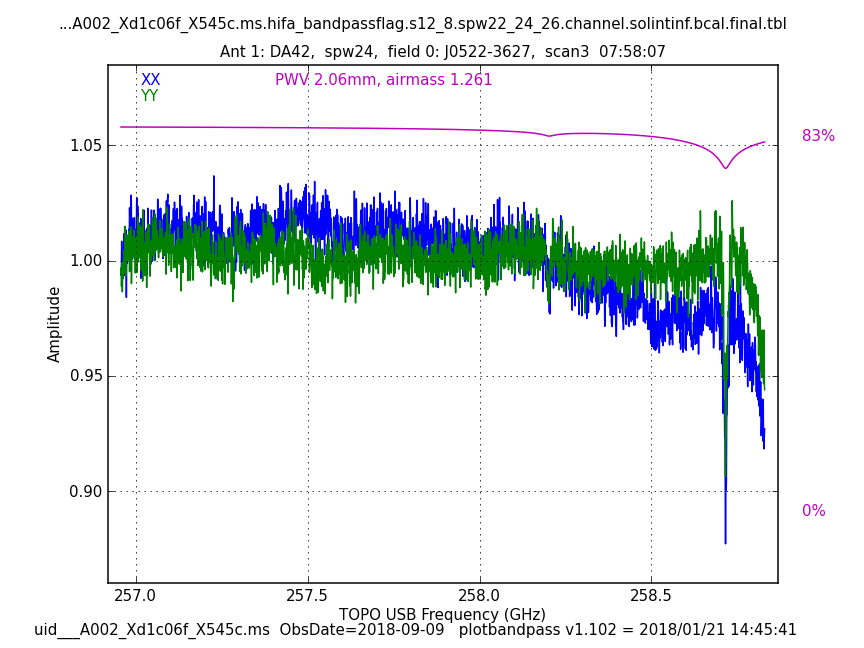 ...A002_Xd1c06f_X545c.ms.hifa_bandpassflag.s12_8.spw22_24_26.channel.solintinf.bcal.final.tbl
Ant 1: DA42,  spw24,  field 0: J0522-3627,  scan3  07:58:07
XX
PWV 2.06mm, airmass 1.261
YY
83%
1.05
1.00
0.95
0.90
Amplitude
0%
257.0
257.5
258.0
258.5
TOPO USB Frequency (GHz)
uid___A002_Xd1c06f_X545c.ms  ObsDate=2018-09-09   plotbandpass v1.102 = 2018/01/21 14:45:41